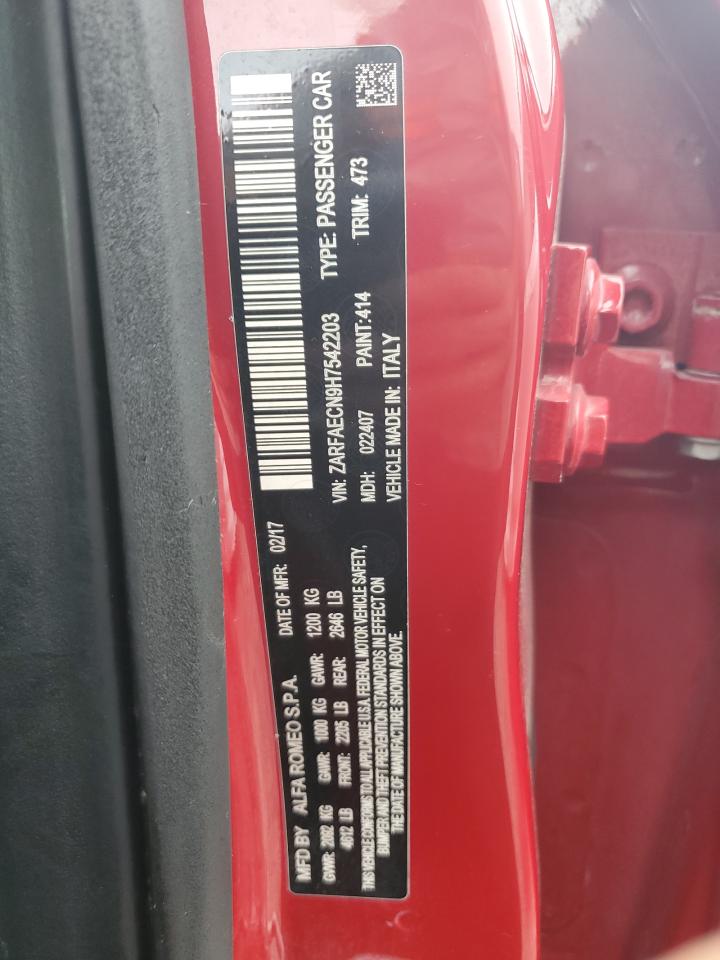 MFD BY ALFA ROMEO S.P.A. DATE OF MFR: 02/17
GVWR: 2092 KG GAWR: 1000 KG GAWR: 1200 KG
4612 LB FRONT: 2205 LB REAR: 2646 LB
THIS VEHICLE CONFORMS TO ALL APPLICABLE U.S.A. FEDERAL MOTOR VEHICLE SAFETY,
BUMPER AND THEFT PREVENTION STANDARDS IN EFFECT ON
THE DATE OF MANUFACTURE SHOWN ABOVE.
VIN: ZARFAECN9H7542203 TYPE: PASSENGER CAR
MDH: 022407 PAINT:414 TRIM: 473
VEHICLE MADE IN: ITALY